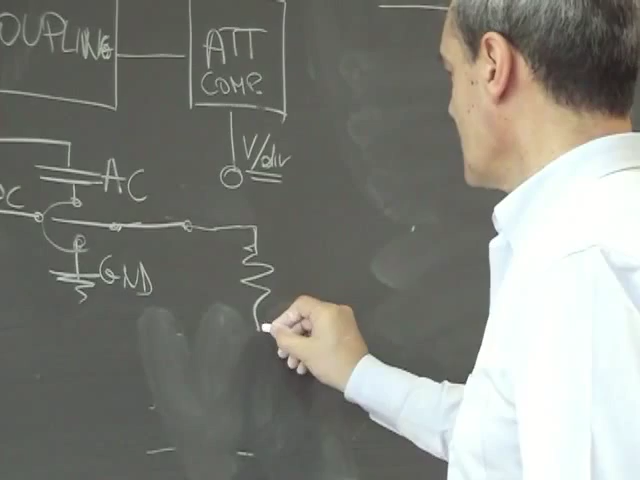 OUPLING
ATT
COMP.
V/div
AC
DC
GND